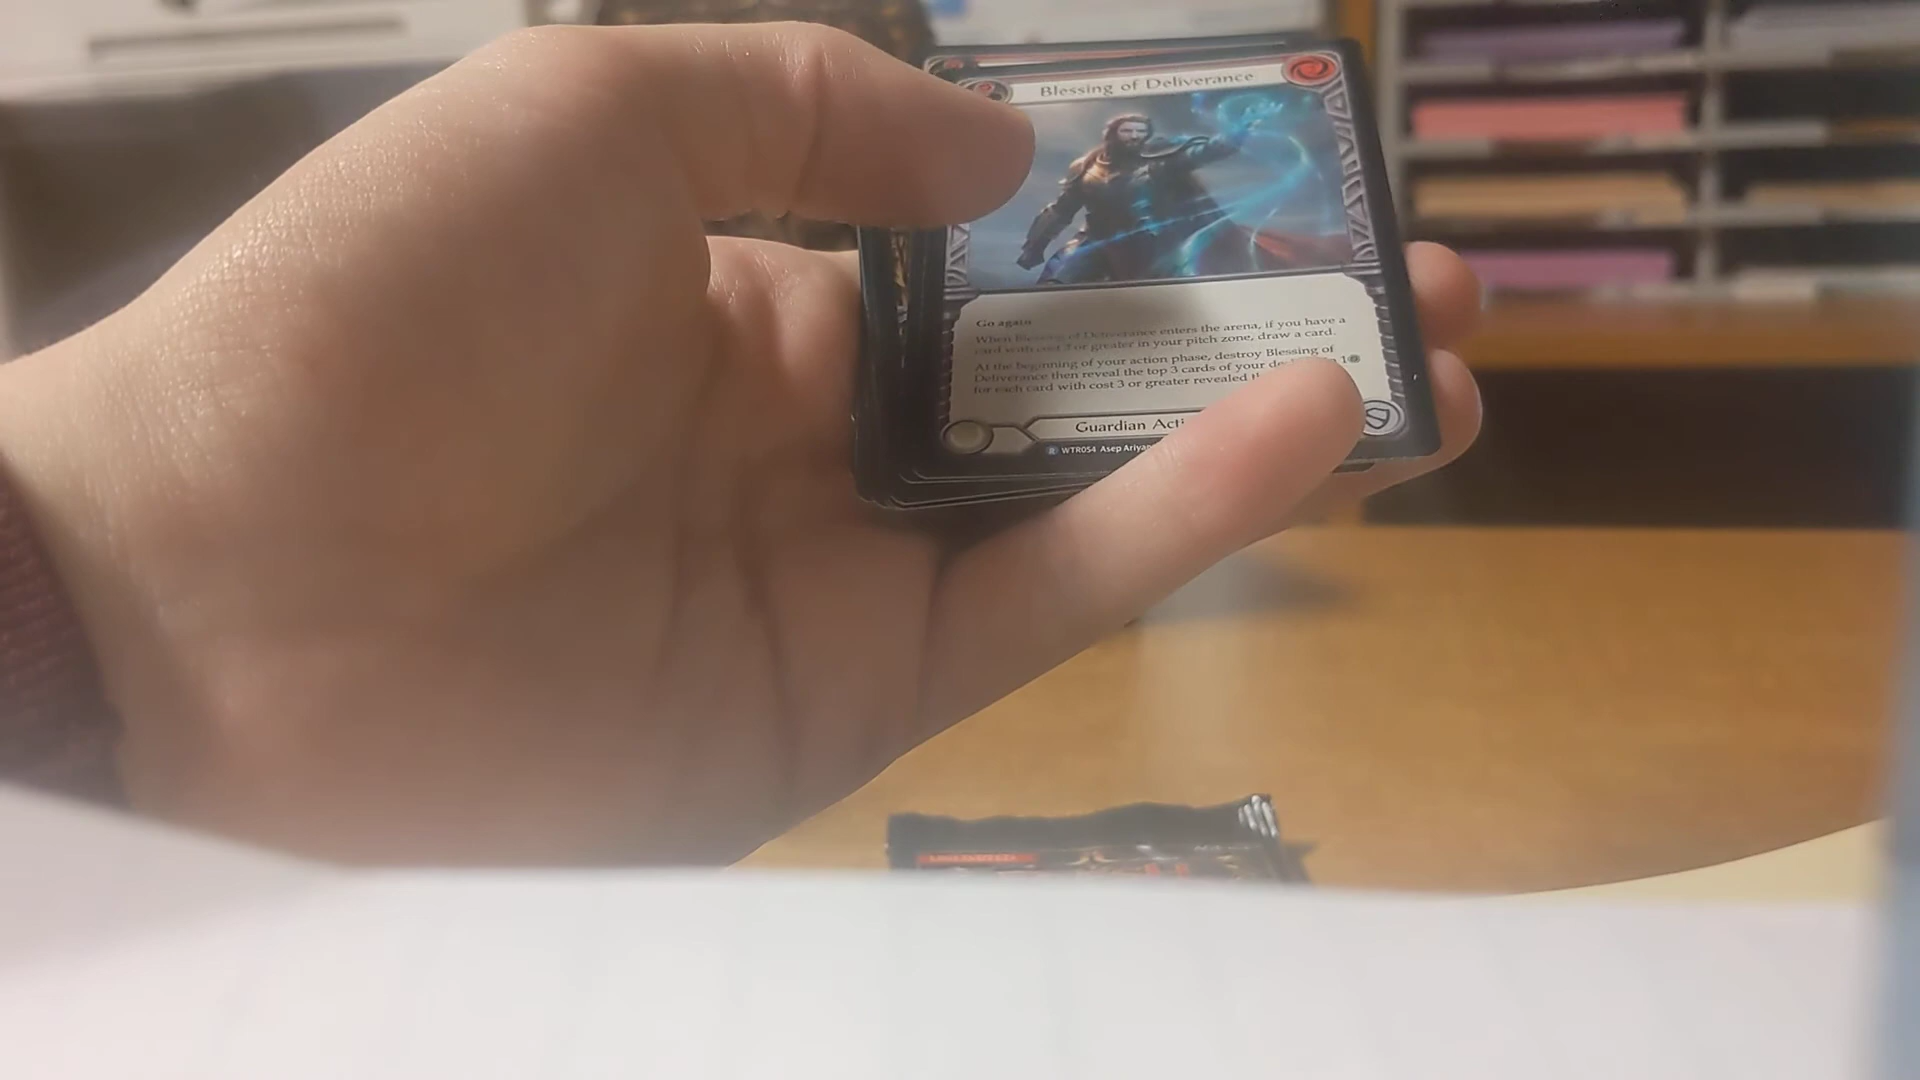 Blessing of Deliverance
Go again
When Blessing of Deliverance enters the arena, if you have a
card with cost 3 or greater in your pitch zone, draw a card.
At the beginning of your action phase, destroy Blessing of
Deliverance then reveal the top 3 cards of your 1
for each card with cost 3 or greater revealed
Guardian Acti
R WTR054 Asep Ariya
UNLIMITED